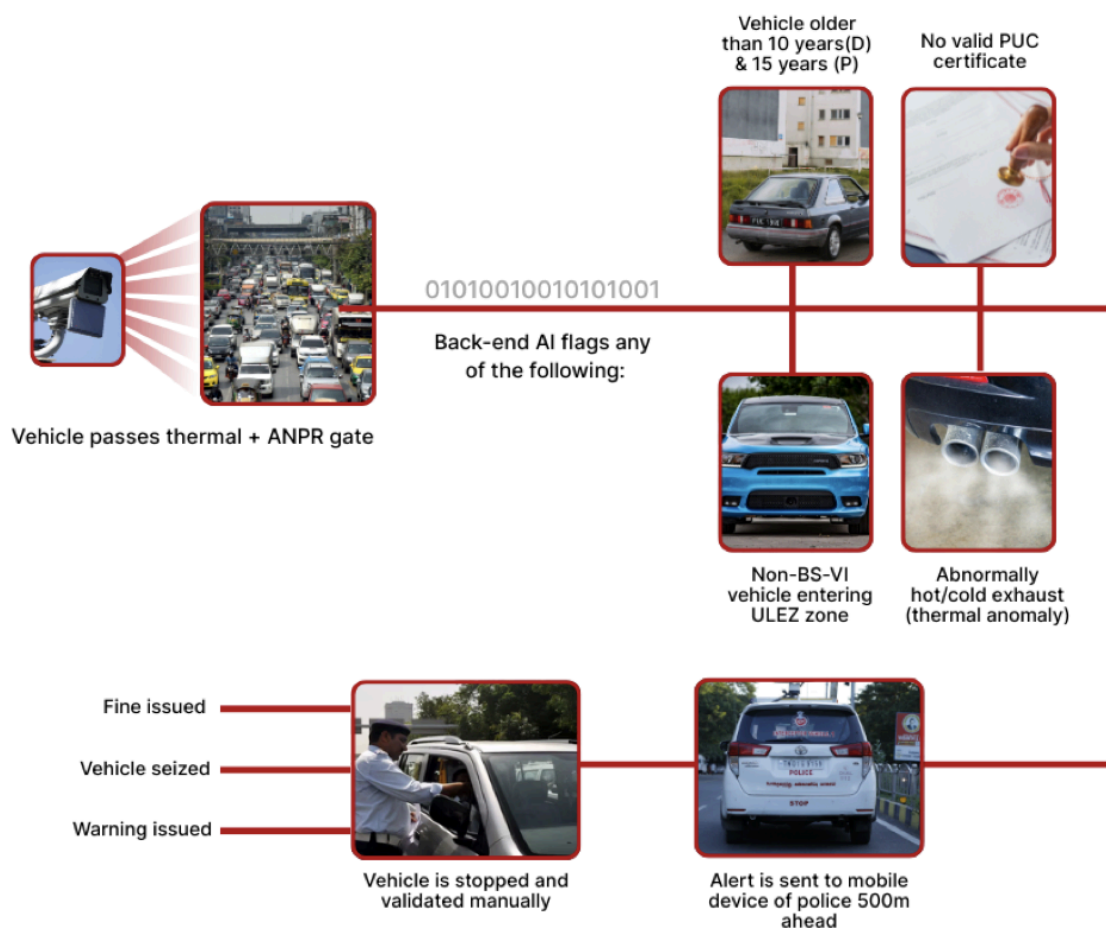 Vehicle older
than 10 years(D)
& 15 years (P)
No valid PUC
certificate
01010010010101001
Back-end AI flags any
of the following:
Vehicle passes thermal + ANPR gate
Non-BS-VI
vehicle entering
ULEZ zone
Abnormally
hot/cold exhaust
(thermal anomaly)
Fine issued
Vehicle seized
Warning issued
POLICE
STOP
Vehicle is stopped and
validated manually
Alert is sent to mobile
device of police 500m
ahead